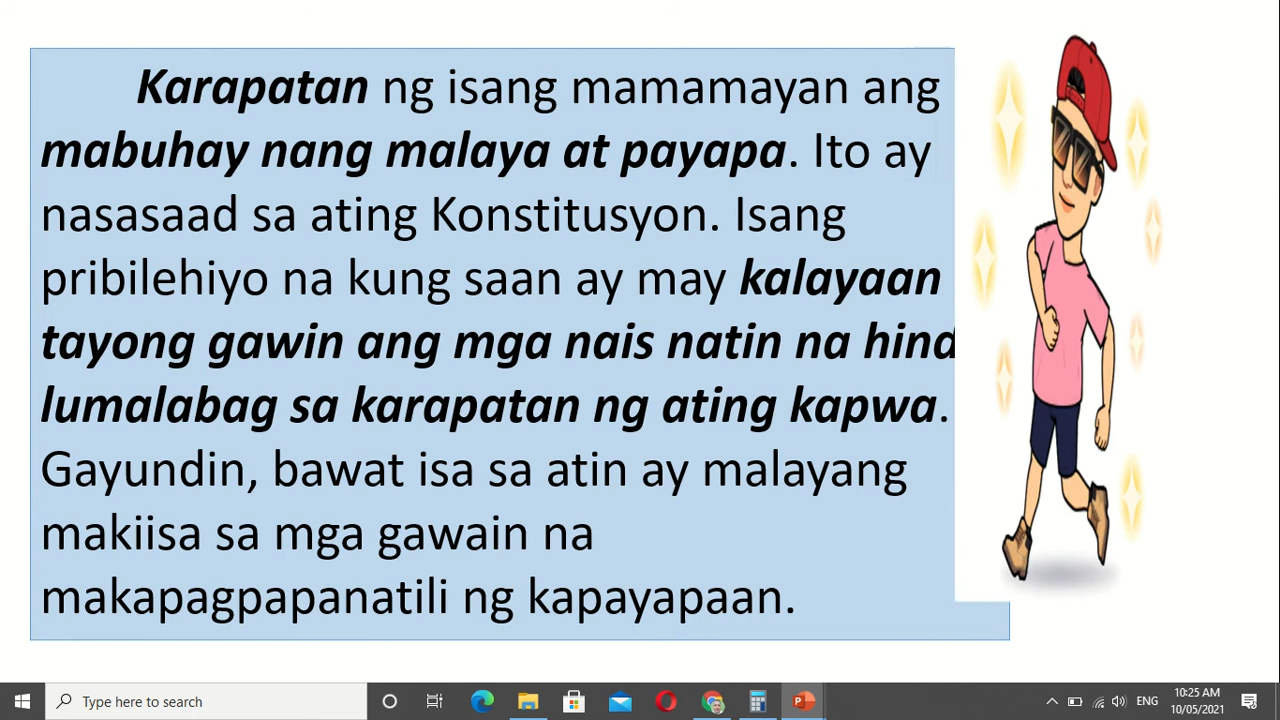 Karapatan ng isang mamamayan ang
mabuhay nang malaya at payapa. Ito ay
nasasaad sa ating Konstitusyon. Isang
pribilehiyo na kung saan ay may kalayaan
tayong gawin ang mga nais natin na hind
lumalabag sa karapatan ng ating kapwa.
Gayundin, bawat isa sa atin ay malayang
makiisa sa mga gawain na
makapagpapanatili ng kapayapaan.
Type here to search
ENG
10:25 AM
10/05/2021